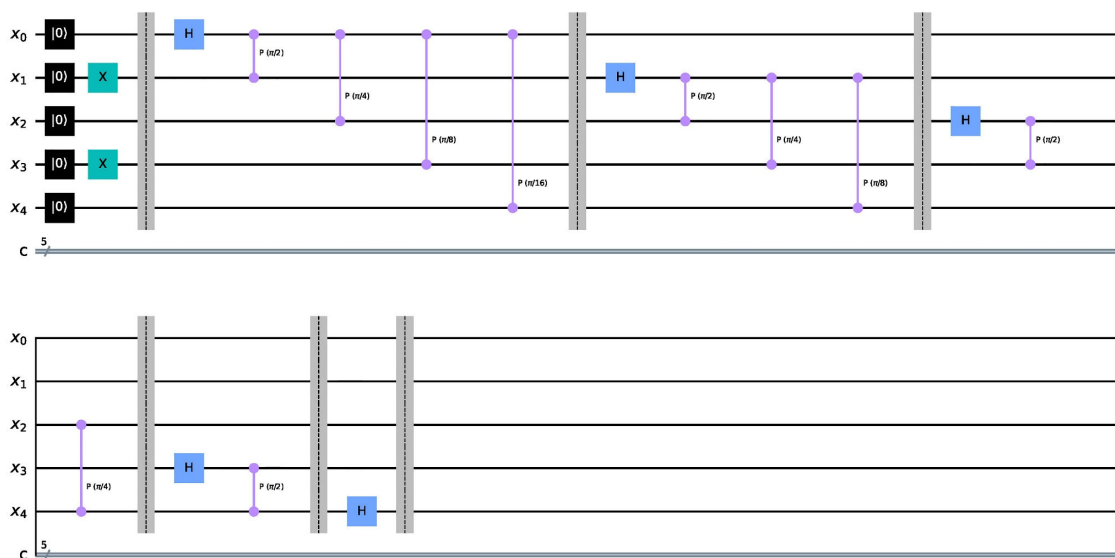 X0 |0⟩ H
P (π/2)
X1 |0⟩ X H
P (π/4) P (π/2)
X2 |0⟩ H
P (π/8) P (π/4) P (π/2)
X3 |0⟩ X
P (π/16) P (π/8)
X4 |0⟩
5
C
X0
X1
X2
X3 H
P (π/4) P (π/2)
X4 H
5
C